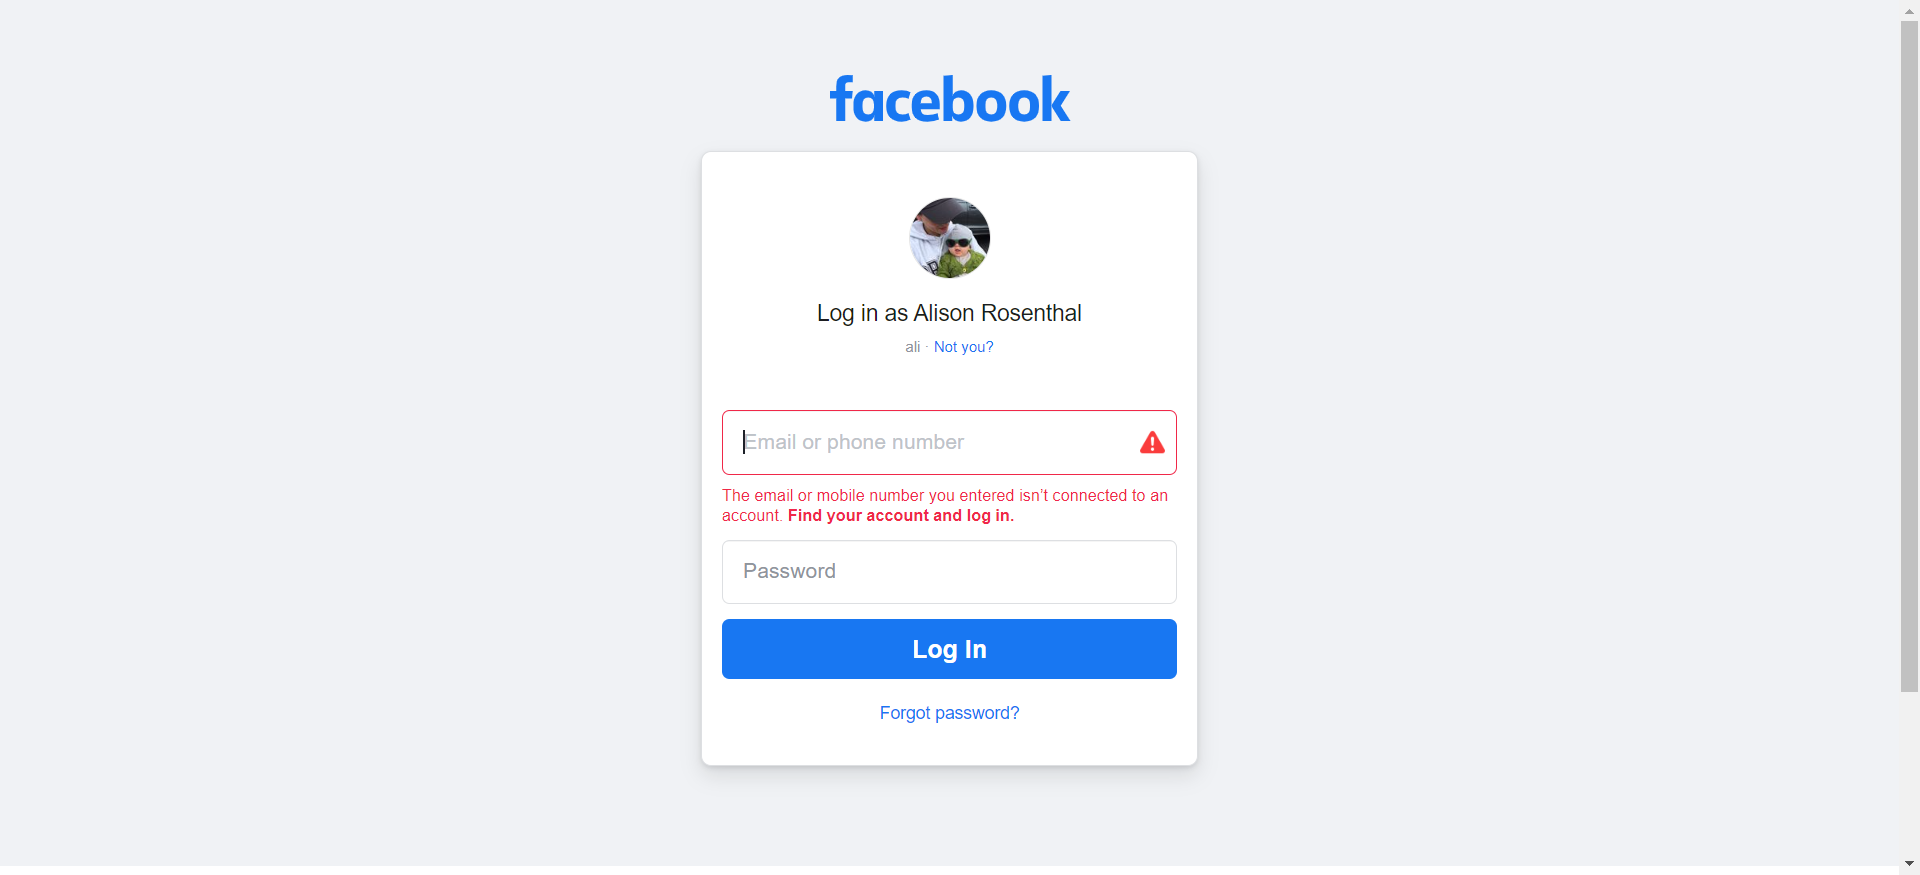 facebook
Log in as Alison Rosenthal
ali · Not you?
Email or phone number
The email or mobile number you entered isn’t connected to an
account. Find your account and log in.
Password
Log In
Forgot password?